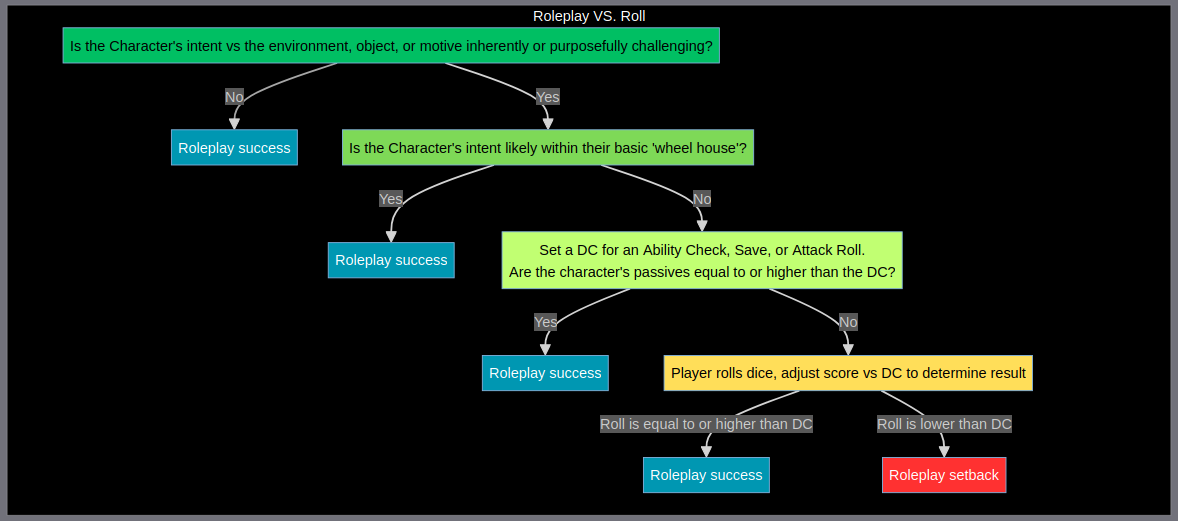 Roleplay VS. Roll
Is the Character's intent vs the environment, object, or motive inherently or purposefully challenging?
No
Yes
Roleplay success
Is the Character's intent likely within their basic 'wheel house'?
Yes
No
Roleplay success
Set a DC for an Ability Check, Save, or Attack Roll.
Are the character's passives equal to or higher than the DC?
Yes
No
Roleplay success
Player rolls dice, adjust score vs DC to determine result
Roll is equal to or higher than DC
Roll is lower than DC
Roleplay success
Roleplay setback